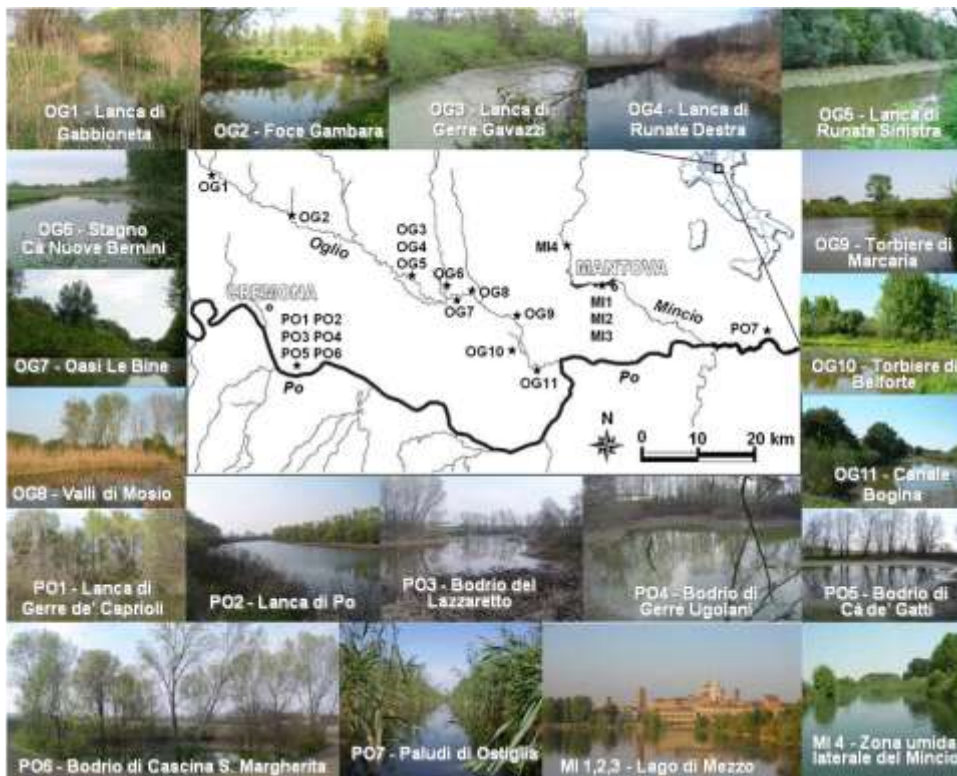 OG1 - Lanca di
Gabbioneta
OG2 - Foce Gambara
OG3 - Lanca di
Gerre Gavazzi
OG4 - Lanca di
Runate Destra
OG5 - Lanca di
Runate Sinistra
OG6 - Stagno
Cà Nuove Bernini
OG7 - Oasi Le Bine
OG8 - Valli di Mosio
OG1
OG2
Oglio
OG3
OG4
OG5
OG6
OG7
OG8
OG9
OG10
OG11
MI4
MANTOVA
MI1
MI2
MI3
Mincio
PO7
CREMONA
PO1 PO2
PO3 PO4
PO5 PO6
Po
Po
N
0 10 20 km
OG9 - Torbiere di
Marcaria
OG10 - Torbiere di
Belforte
OG11 - Canale
Bogina
PO1 - Lanca di
Gerre de' Caprioli
PO2 - Lanca di Po
PO3 - Bodrio del
Lazzaretto
PO4 - Bodrio di
Gerre Ugolani
PO5 - Bodrio di
Cà de' Gatti
PO6 - Bodrio di Cascina S. Margherita
PO7 - Paludi di Ostiglia
MI 1,2,3 - Lago di Mezzo
MI 4 - Zona umida
laterale del Mincio